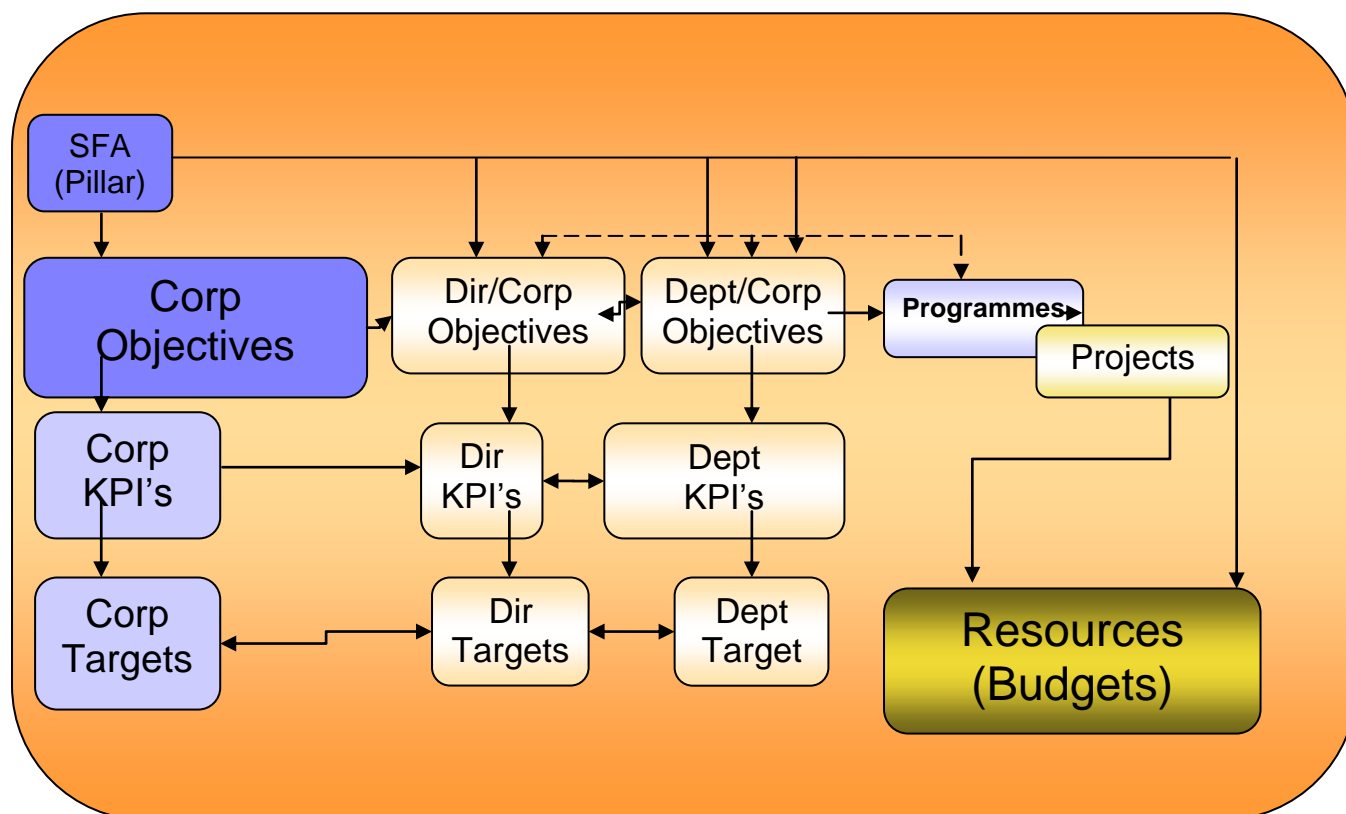 SFA
(Pillar)
Corp
Objectives
Dir/Corp
Objectives
Dept/Corp
Objectives
Programmes
Projects
Corp
KPI’s
Dir
KPI’s
Dept
KPI’s
Corp
Targets
Dir
Targets
Dept
Target
Resources
(Budgets)